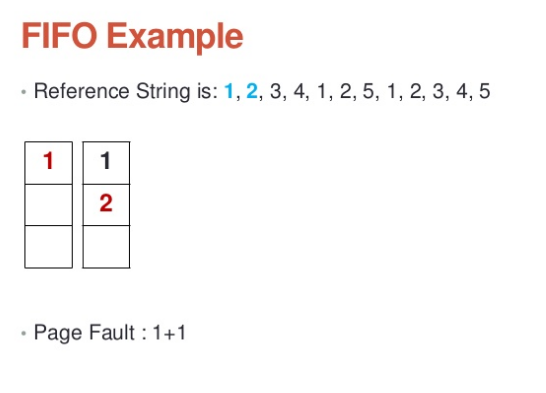 FIFO Example
• Reference String is: 1, 2, 3, 4, 1, 2, 5, 1, 2, 3, 4, 5
1 1
2
• Page Fault : 1+1